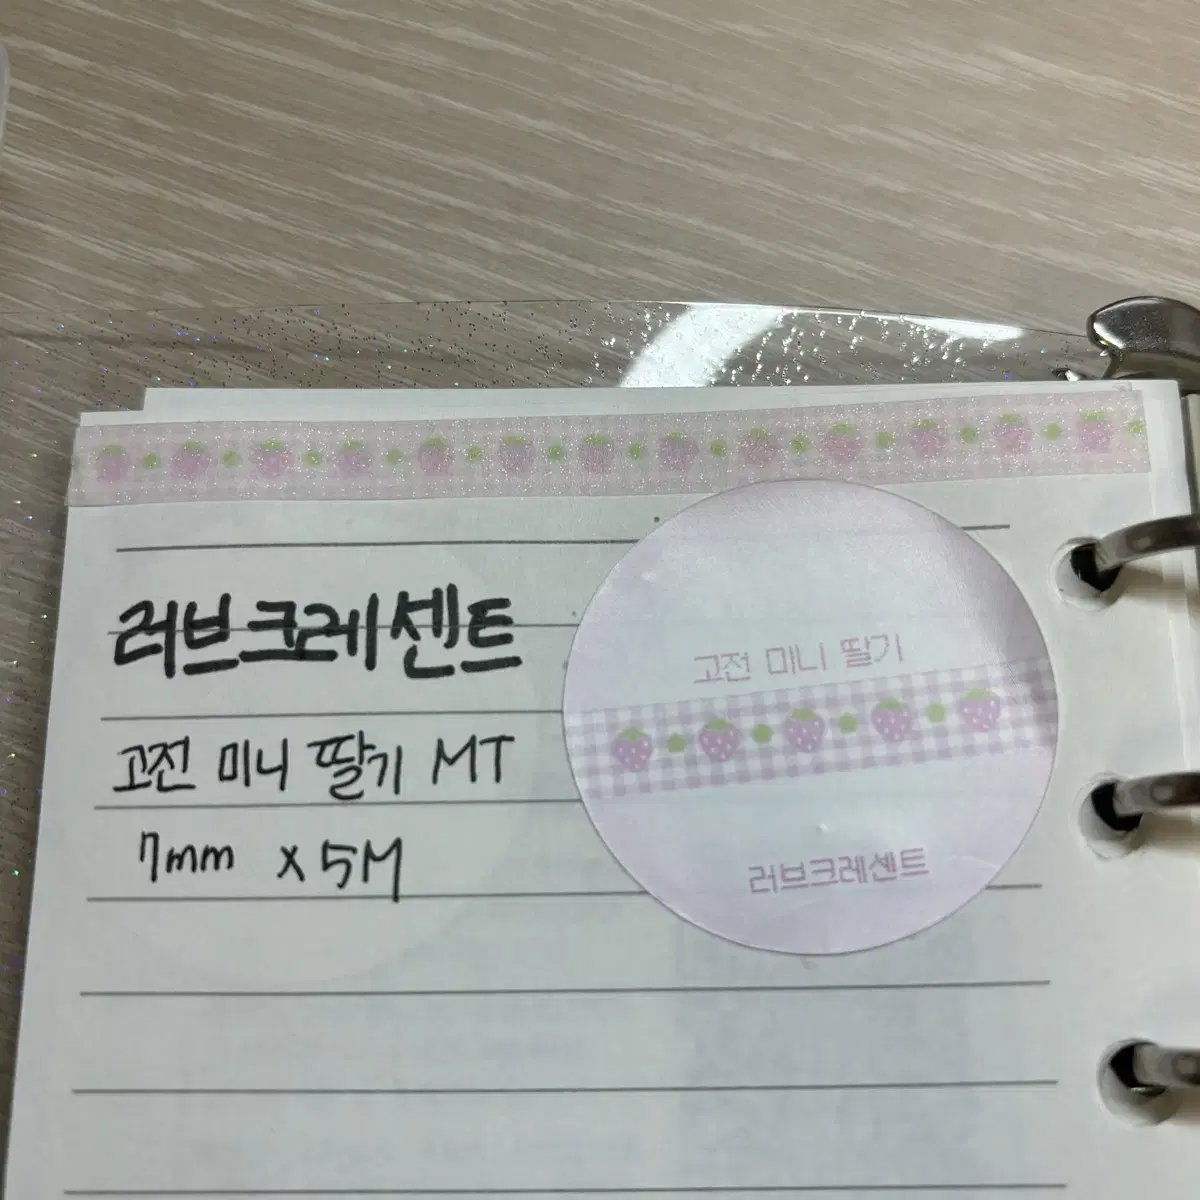 러브크레센트
고전 미니 딸기 MT
7mm x 5M
고전 미니 딸기
러브크레센트